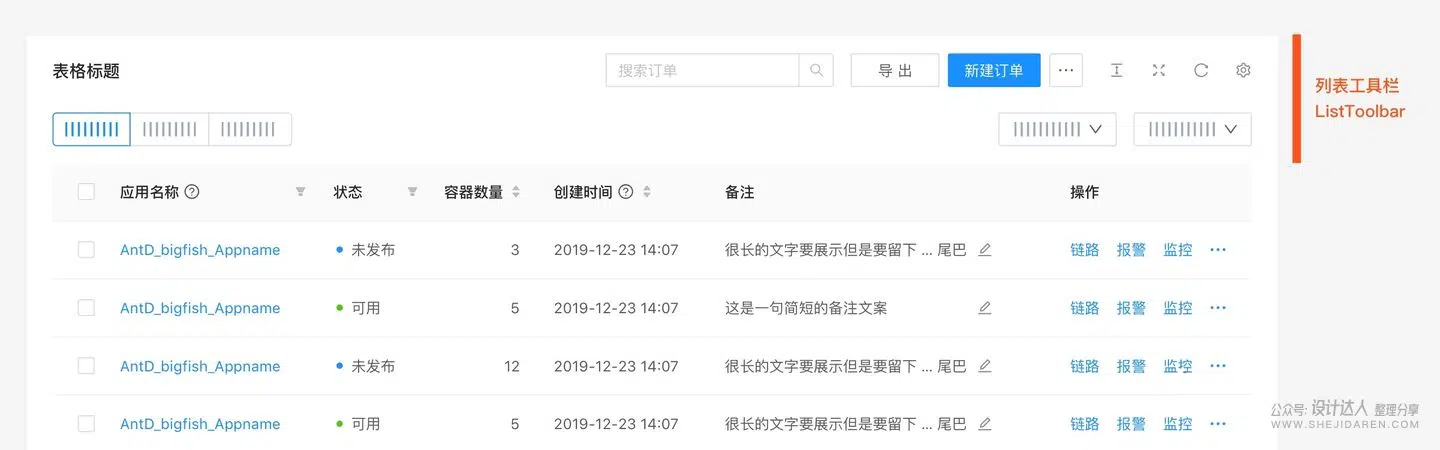 表格标题
搜索订单
导 出
新建订单
···
列表工具栏
ListToolbar
应用名称
状态
容器数量
创建时间
备注
操作
AntD_bigfish_Appname 未发布 3 2019-12-23 14:07 很长的文字要展示但是要留下 ... 尾巴 链路 报警 监控 ···
AntD_bigfish_Appname 可用 5 2019-12-23 14:07 这是一句简短的备注文案 链路 报警 监控 ···
AntD_bigfish_Appname 未发布 12 2019-12-23 14:07 很长的文字要展示但是要留下 ... 尾巴 链路 报警 监控 ···
AntD_bigfish_Appname 可用 5 2019-12-23 14:07 很长的文字要展示但是要留下 ... 尾巴 链路 报警 监控 ···
公众号: 设计达人 整理分享
WWW.SHEJIDAREN.COM